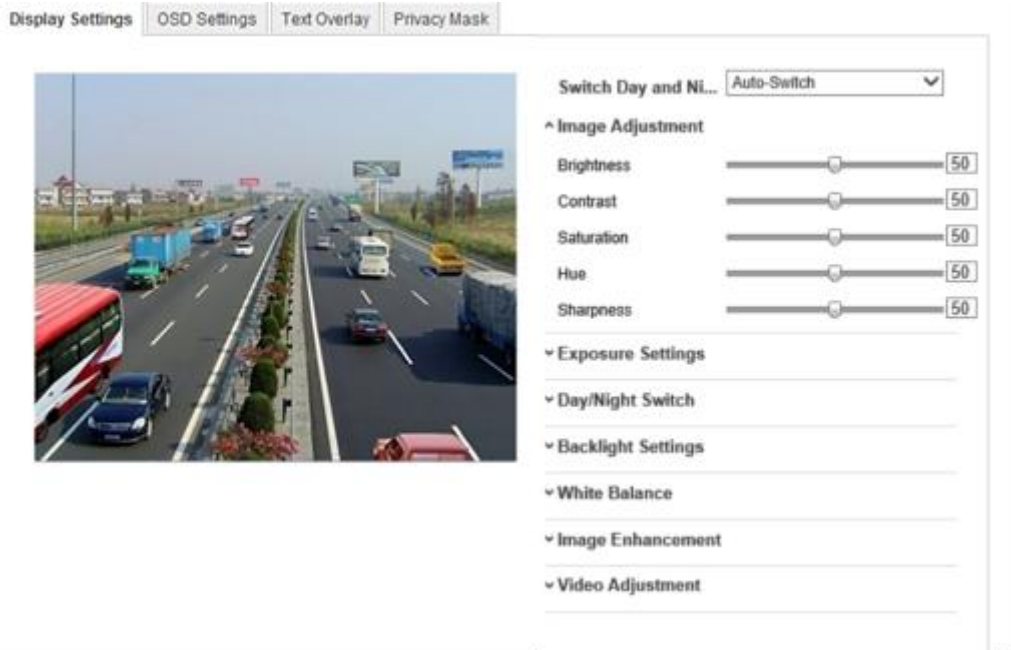 Display Settings OSD Settings Text Overlay Privacy Mask
Switch Day and Ni... Auto-Switch
Image Adjustment
Brightness 50
Contrast 50
Saturation 50
Hue 50
Sharpness 50
Exposure Settings
Day/Night Switch
Backlight Settings
White Balance
Image Enhancement
Video Adjustment